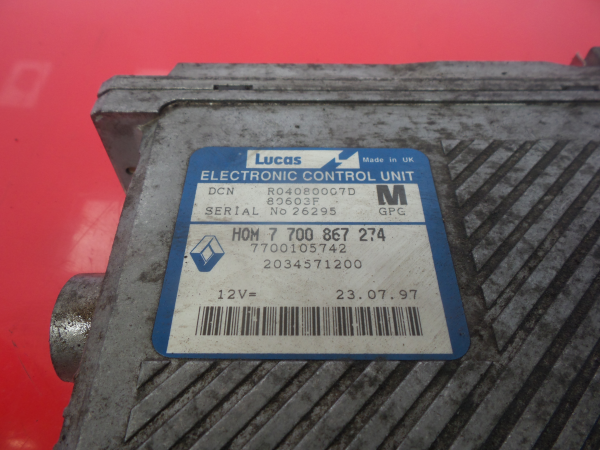 Lucas Made in UK
ELECTRONIC CONTROL UNIT
DCN R04080007D M
80603F
SERIAL No 26295 GPG
HOM 7 700 867 274
7700105742
2034571200
12V= 23.07.97